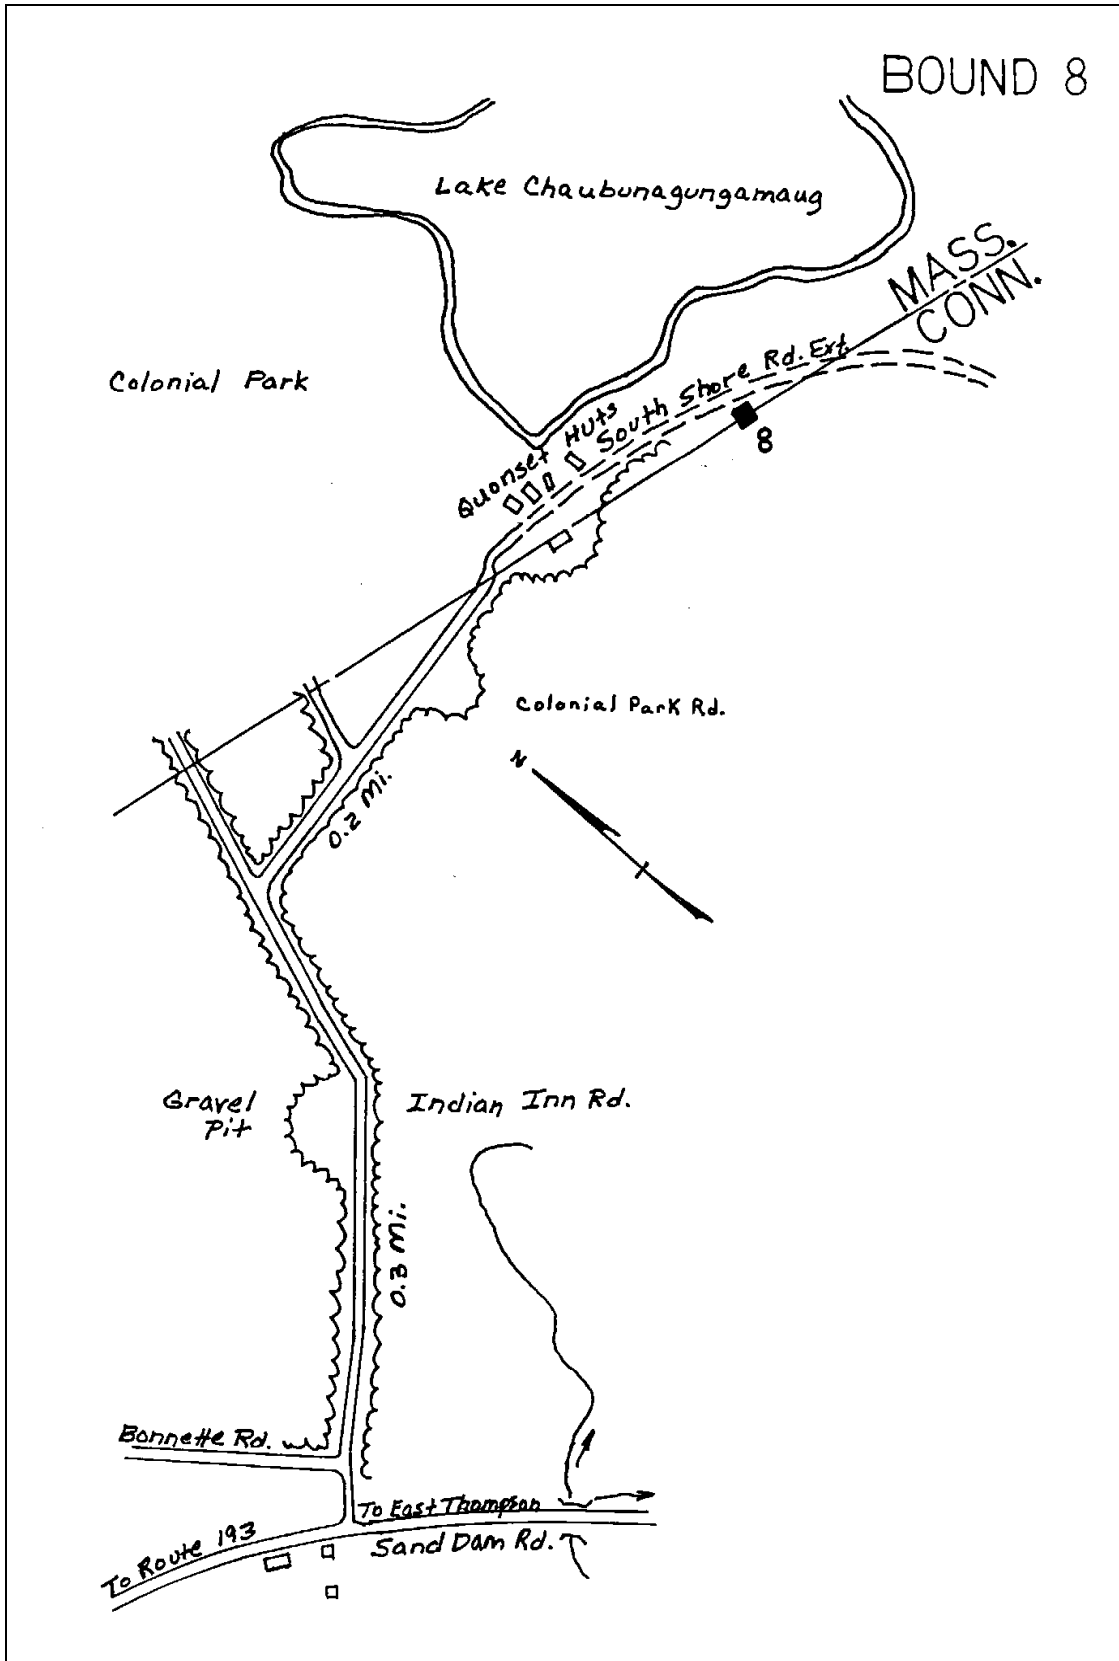 BOUND 8
Lake Chaubunagungamaug
MASS.
CONN.
Colonial Park
South Shore Rd. Ext.
Quonset Huts
8
Colonial Park Rd.
N
0.2 Mi.
Gravel
Pit
Indian Inn Rd.
0.3 Mi.
Bonnette Rd.
To East Thompson
To Route 193
Sand Dam Rd.